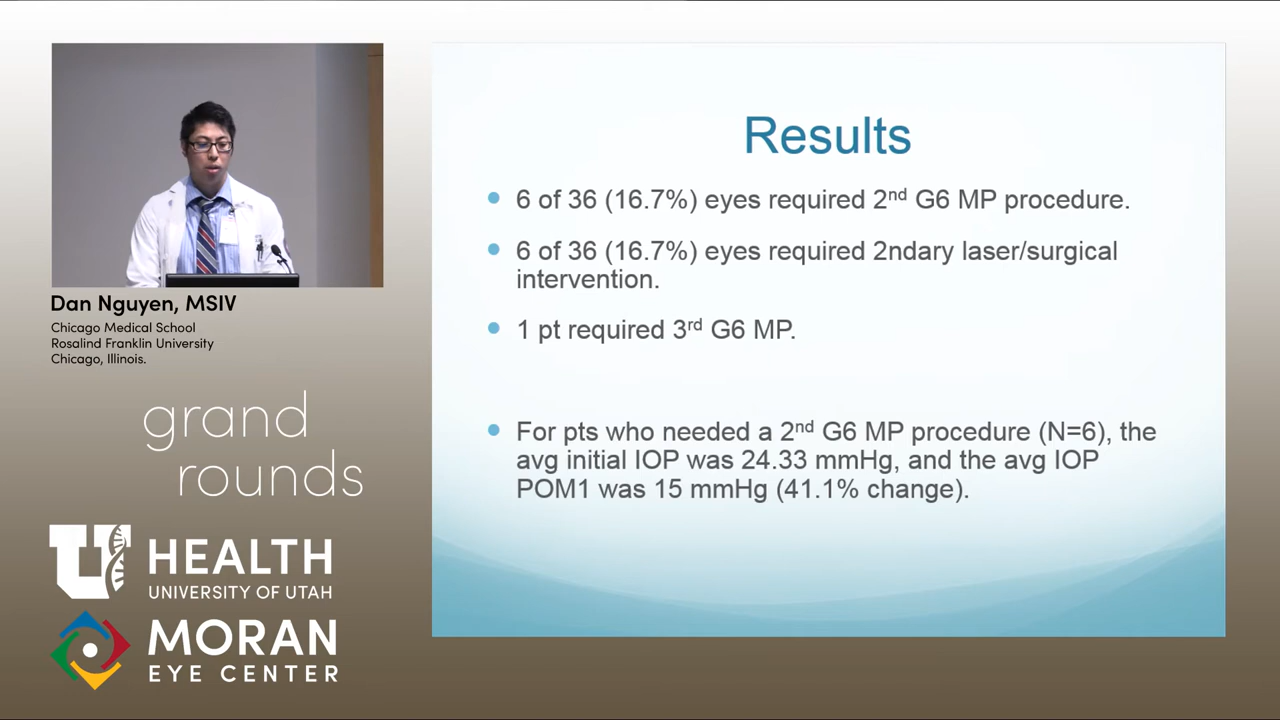 Results
6 of 36 (16.7%) eyes required 2nd G6 MP procedure.
6 of 36 (16.7%) eyes required 2ndary laser/surgical
intervention.
1 pt required 3rd G6 MP.
For pts who needed a 2nd G6 MP procedure (N=6), the
avg initial IOP was 24.33 mmHg, and the avg IOP
POM1 was 15 mmHg (41.1% change).
Dan Nguyen, MSIV
Chicago Medical School
Rosalind Franklin University
Chicago, Illinois.
grand
rounds
U HEALTH
UNIVERSITY OF UTAH
MORAN
EYE CENTER